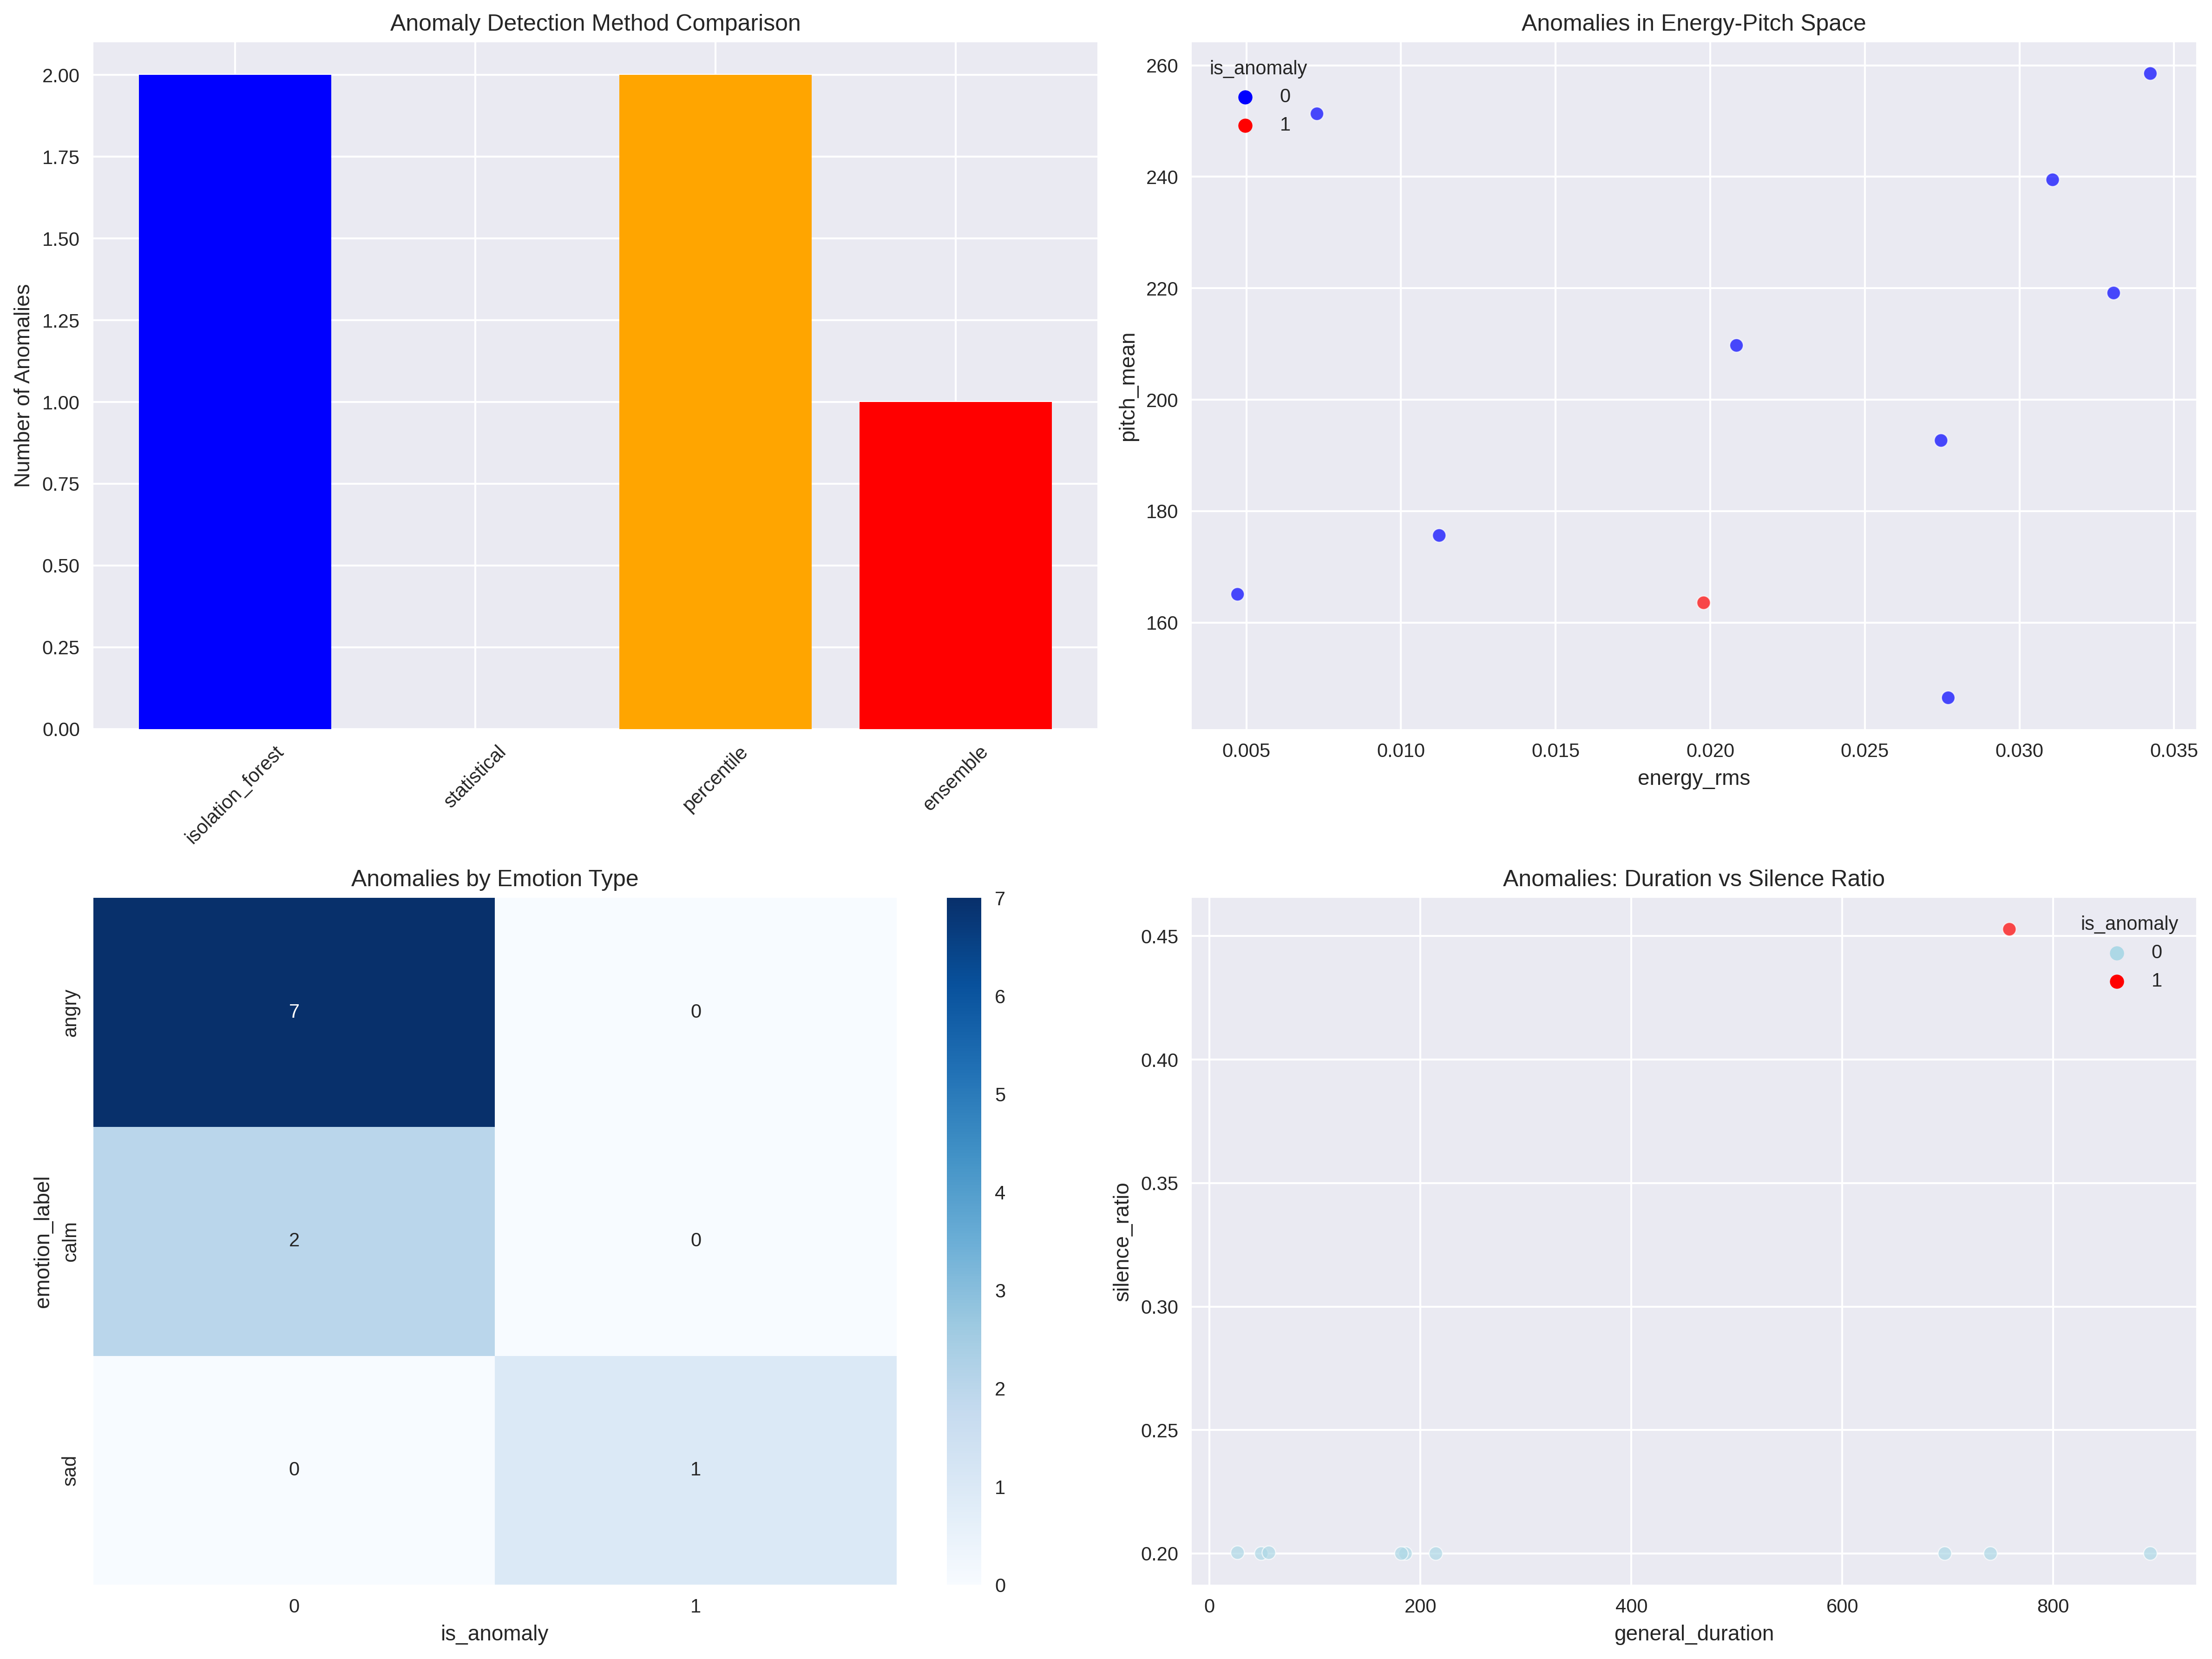 Anomaly Detection Method Comparison
2.00
1.75
1.50
1.25
1.00
0.75
0.50
0.25
0.00
Number of Anomalies
isolation_forest
statistical
percentile
ensemble
Anomalies in Energy-Pitch Space
is_anomaly
0
1
260
240
220
200
180
160
pitch_mean
0.005 0.010 0.015 0.020 0.025 0.030 0.035
energy_rms
Anomalies by Emotion Type
emotion_label
angry
calm
sad
7 0
2 0
0 1
0 1
is_anomaly
7
6
5
4
3
2
1
0
Anomalies: Duration vs Silence Ratio
is_anomaly
0
1
0.45
0.40
0.35
0.30
0.25
0.20
silence_ratio
0 200 400 600 800
general_duration